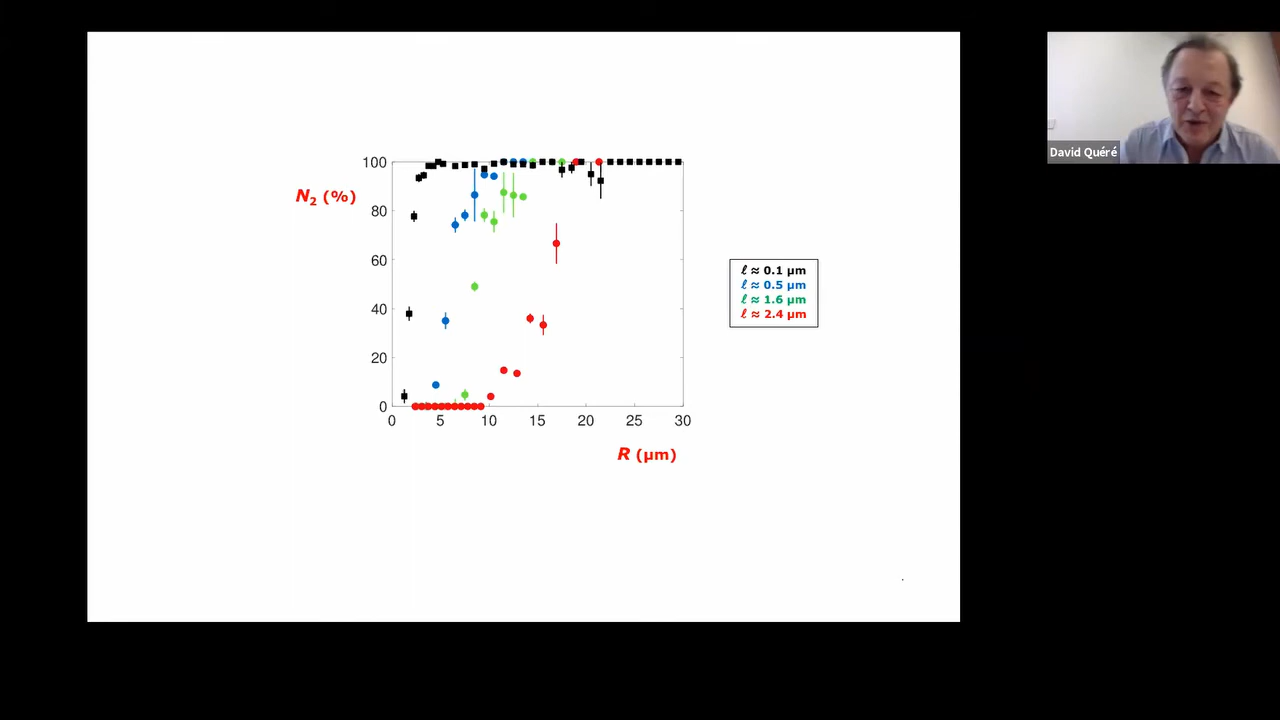 David Quéré
N2 (%)
100
80
60
40
20
0
0 5 10 15 20 25 30
R (µm)
ℓ ≈ 0.1 µm
ℓ ≈ 0.5 µm
ℓ ≈ 1.6 µm
ℓ ≈ 2.4 µm